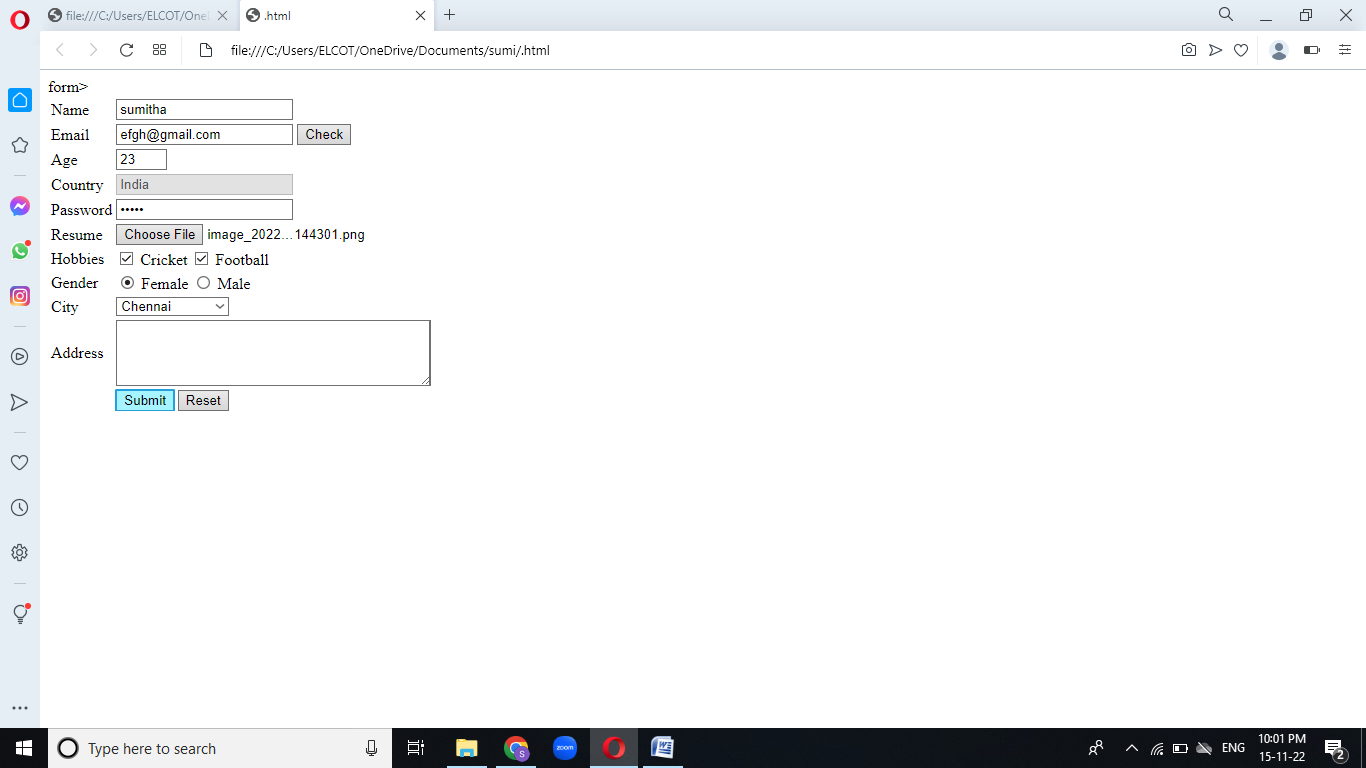 file:///C:/Users/ELCOT/One
.html
file:///C:/Users/ELCOT/OneDrive/Documents/sumi/.html
form>
Name sumitha
Email efgh@gmail.com Check
Age 23
Country India
Password •••••
Resume Choose File image_2022...144301.png
Hobbies Cricket Football
Gender Female Male
City Chennai
Address
Submit Reset
Type here to search
zoom
S
W
ENG
10:01 PM
15-11-22
2